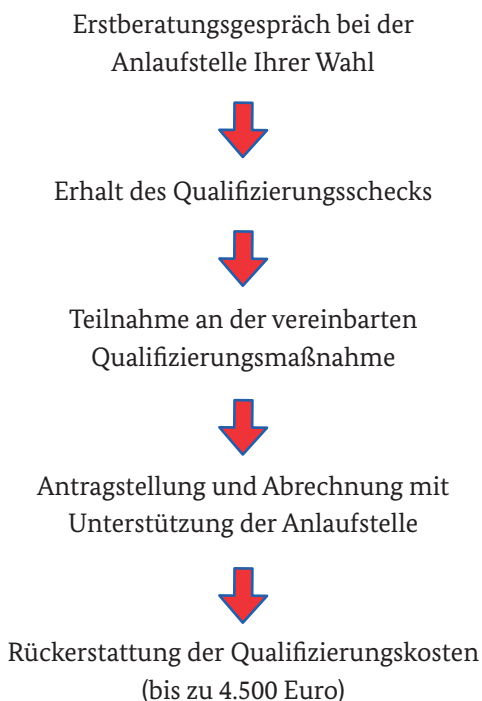 Erstberatungsgespräch bei der
Anlaufstelle Ihrer Wahl
Erhalt des Qualifizierungsschecks
Teilnahme an der vereinbarten
Qualifizierungsmaßnahme
Antragstellung und Abrechnung mit
Unterstützung der Anlaufstelle
Rückerstattung der Qualifizierungskosten
(bis zu 4.500 Euro)